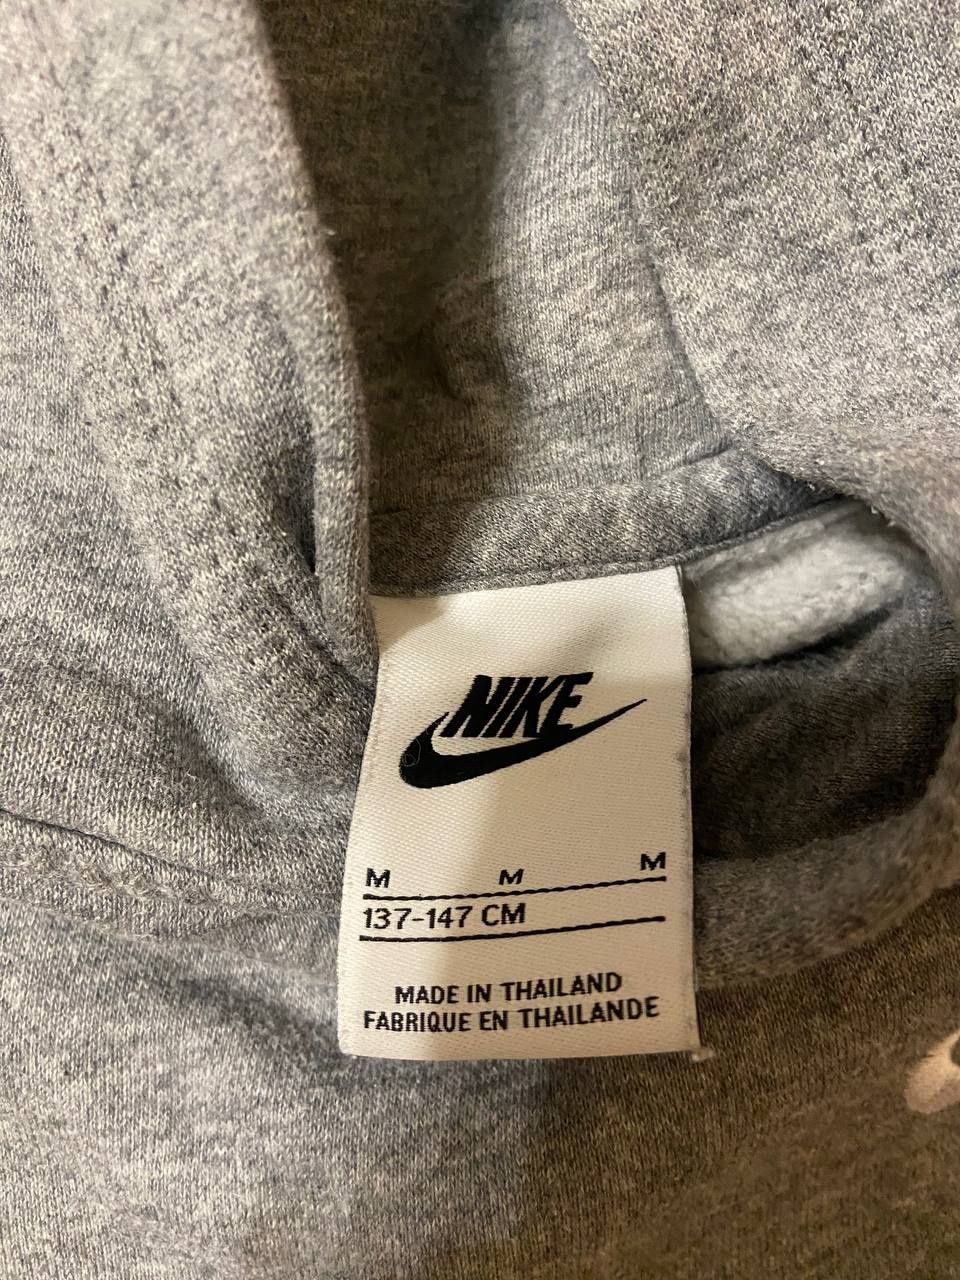 NIKE
M M M
137-147 CM
MADE IN THAILAND
FABRIQUE EN THAILANDE